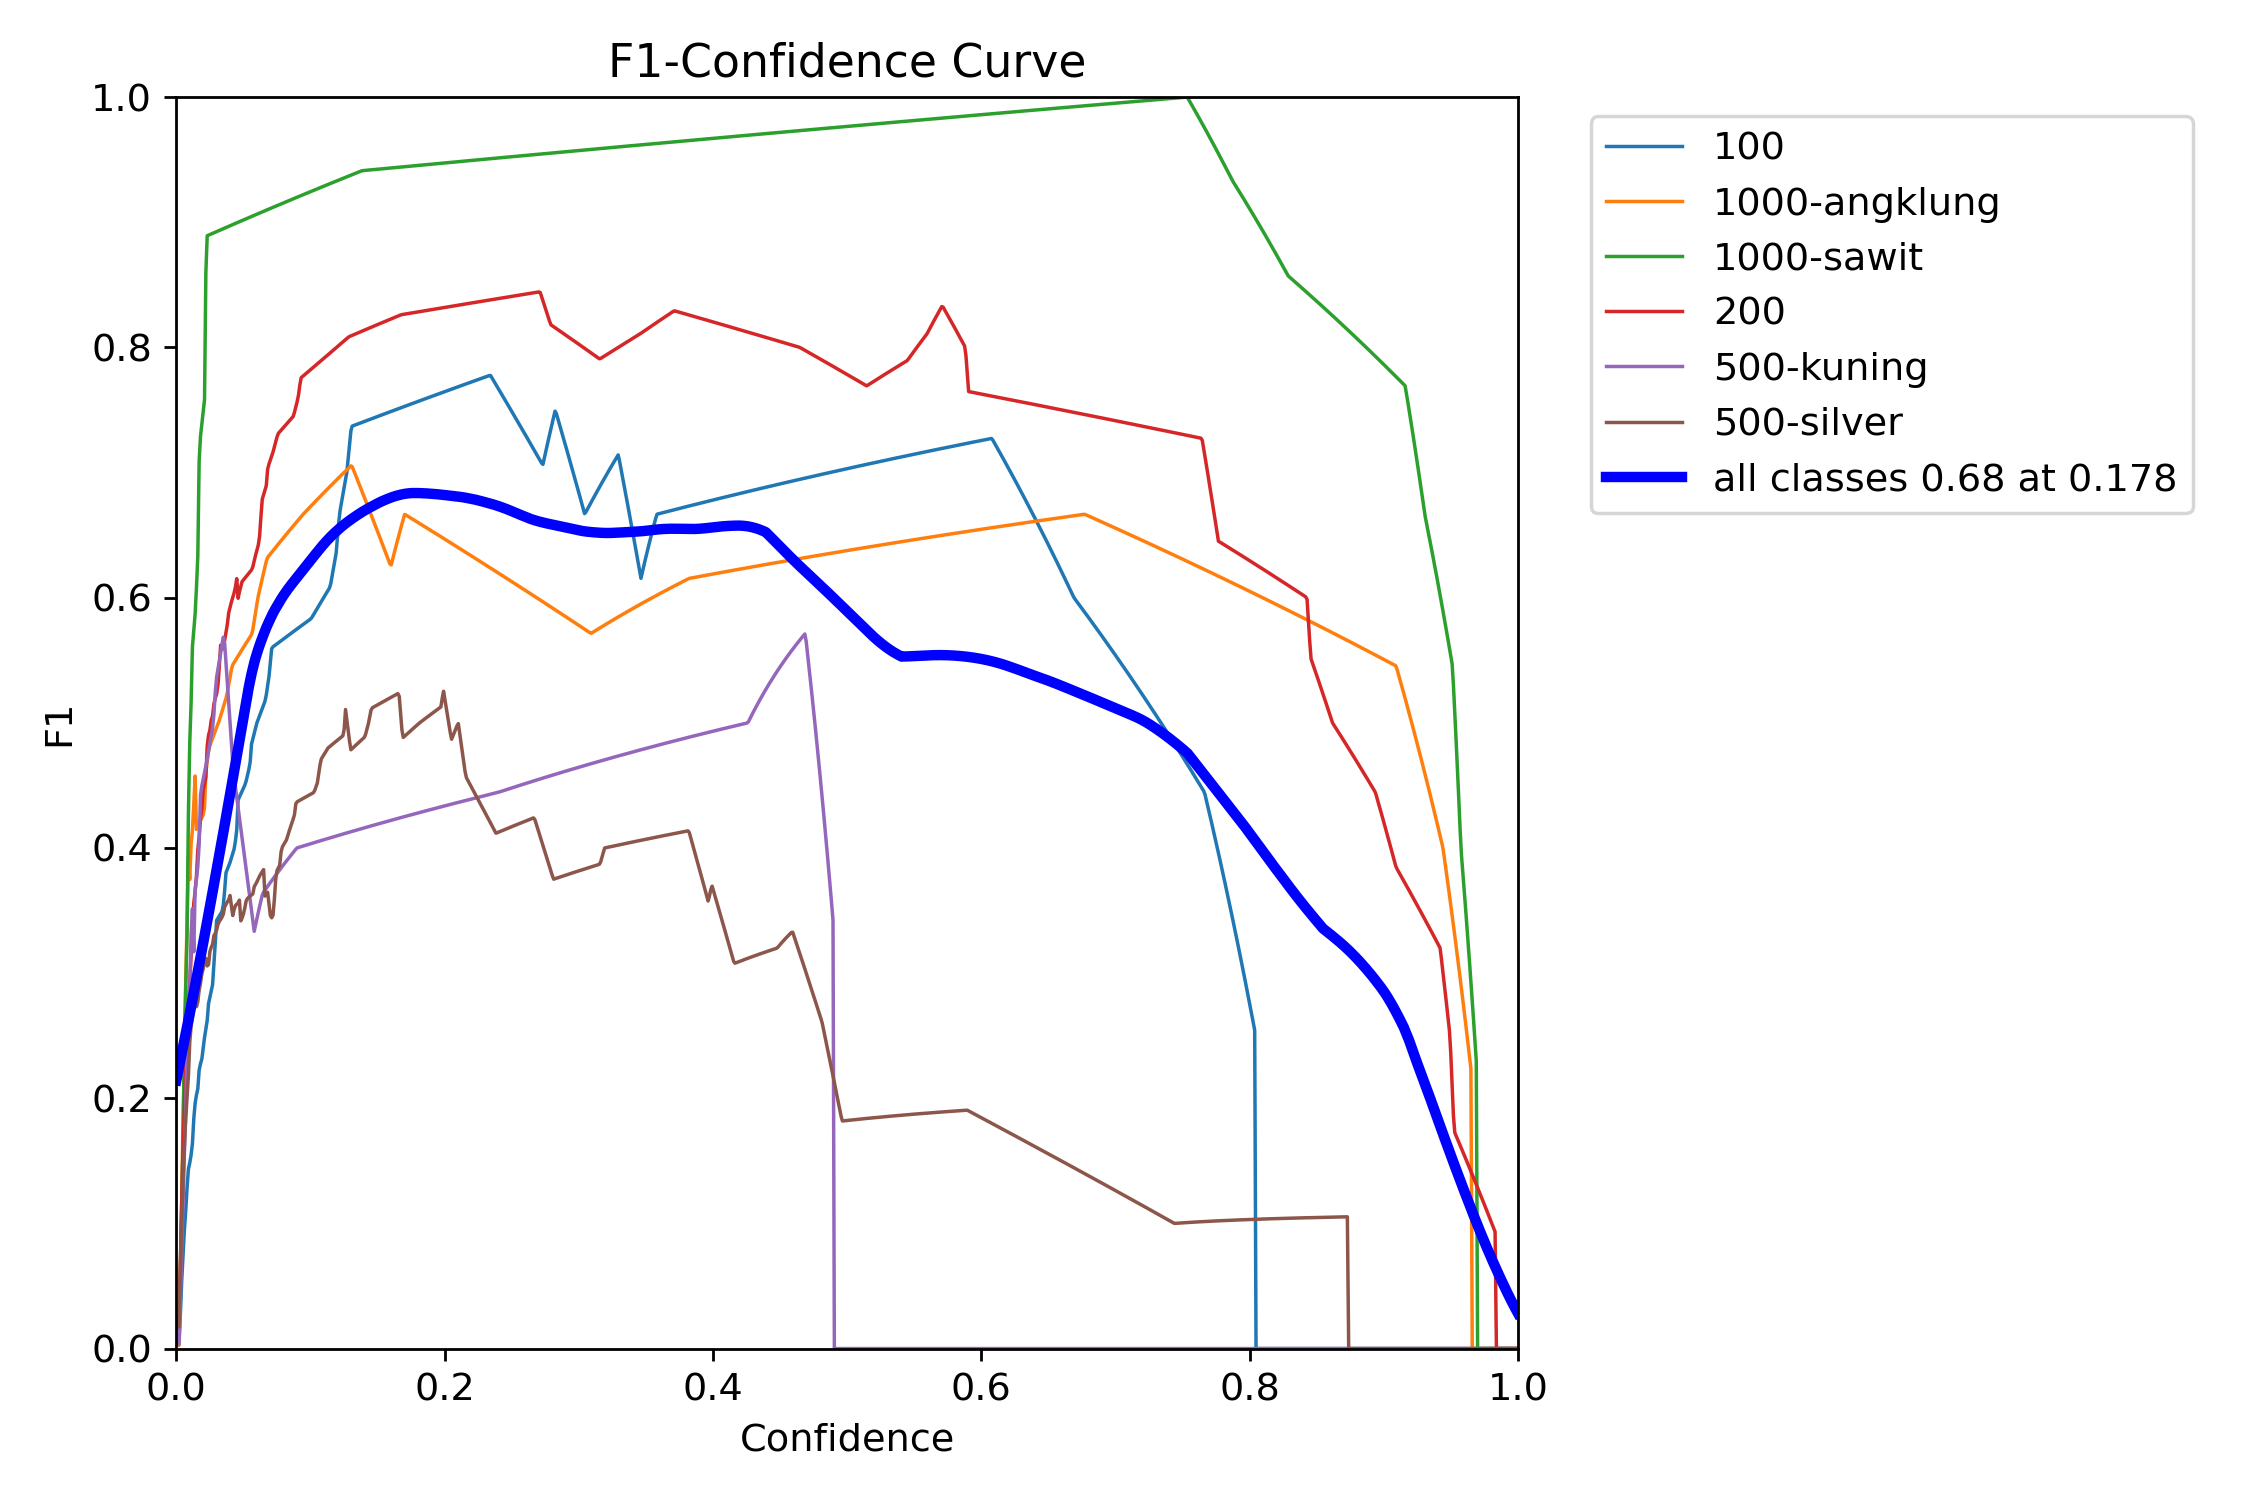 F1-Confidence Curve
1.0
0.8
0.6
0.4
0.2
0.0
F1
0.0 0.2 0.4 0.6 0.8 1.0
Confidence
100
1000-angklung
1000-sawit
200
500-kuning
500-silver
all classes 0.68 at 0.178